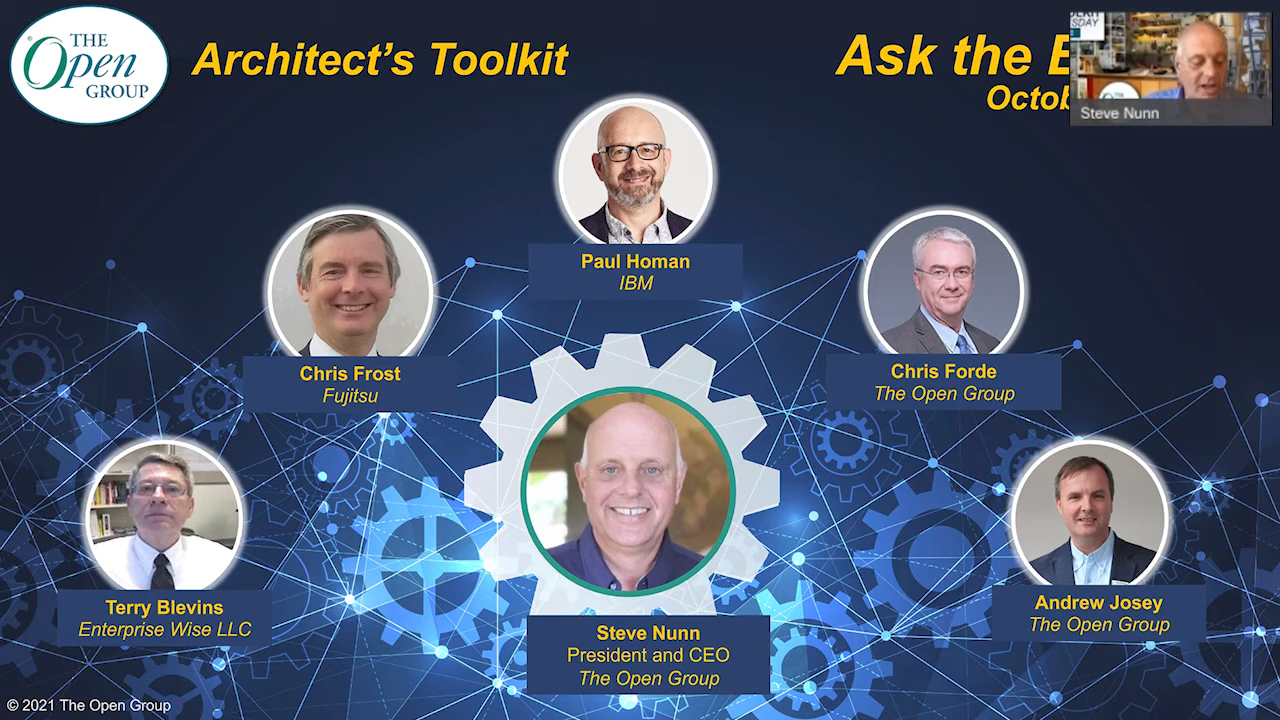 THE
Open
GROUP
®
Architect's Toolkit
Ask the
Steve Nunn
Paul Homan
IBM
Chris Frost
Fujitsu
Chris Forde
The Open Group
Terry Blevins
Enterprise Wise LLC
Steve Nunn
President and CEO
The Open Group
Andrew Josey
The Open Group
© 2021 The Open Group